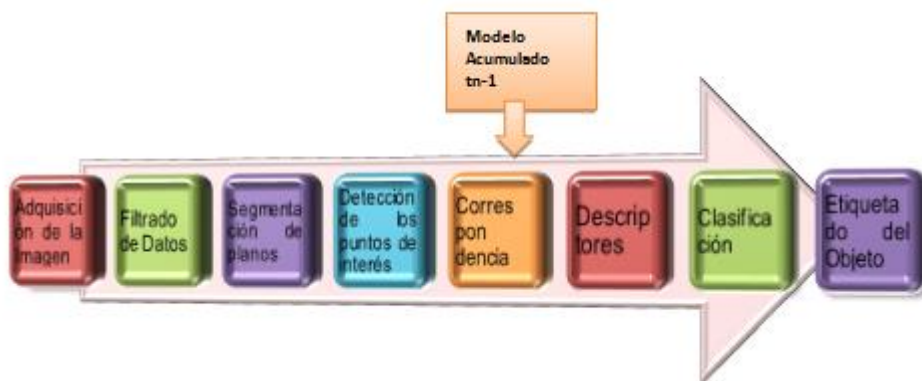 Modelo
Acumulado
tn-1
Adquisici
ón de la
Imagen
Filtrado
de Datos
Segmenta
ción de
planos
Detección
de los
puntos de
interés
Corres
pon
dencia
Descrip
tores
Clasifica
ción
Etiqueta
do del
Objeto